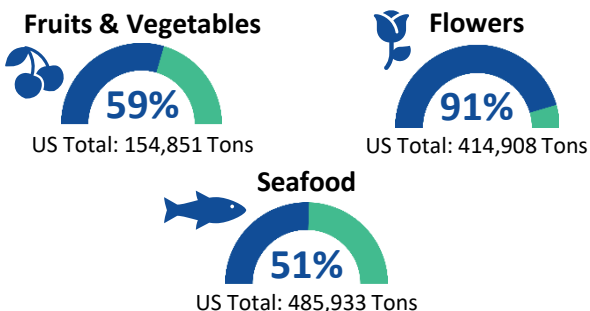 Fruits & Vegetables
59%
US Total: 154,851 Tons
Flowers
91%
US Total: 414,908 Tons
Seafood
51%
US Total: 485,933 Tons